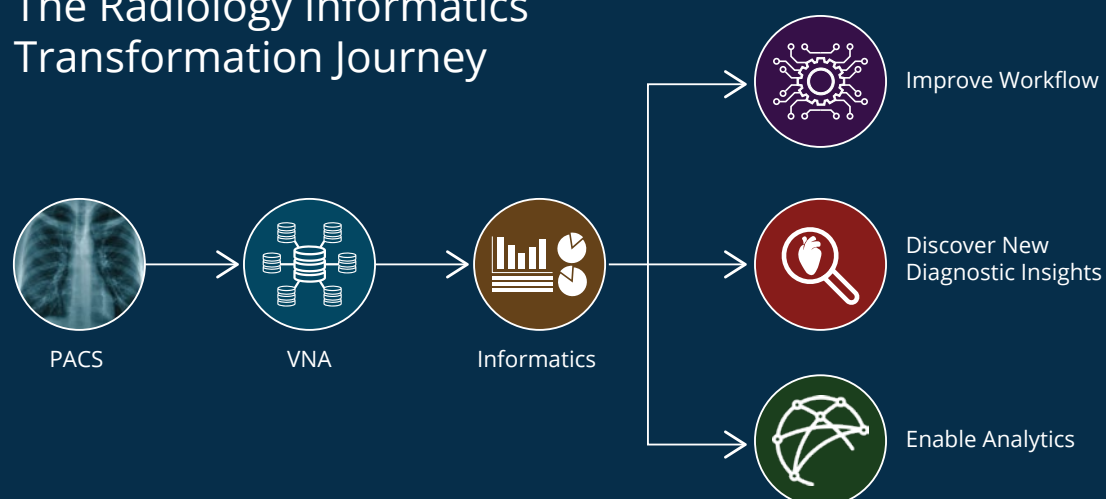 The Radiology Informatics
Transformation Journey
Improve Workflow
Discover New
Diagnostic Insights
PACS
VNA
Informatics
Enable Analytics